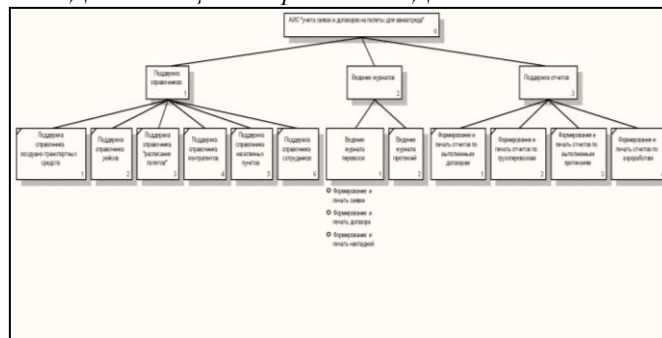 АИС "учета заявок и договоров на полеты для авиаотряда"
0
Поддержка
справочников
1
Ведение журналов
2
Поддержка отчетов
3
Поддержка
справочника
воздушно-транспортных
средств
1
Поддержка
справочника
рейсов
2
Поддержка
справочника
"расписание
полетов"
3
Поддержка
справочника
контрагентов
4
Поддержка
справочника
населенных
пунктов
5
Поддержка
справочника
сотрудников
6
Ведение
журнала
перевозок
1
Ведение
журнала
претензий
2
Формирование и
печать отчетов по
выполненным
договорам
1
Формирование и
печать отчетов по
грузоперевозкам
2
Формирование и
печать отчетов по
выполненным
претензиям
3
Формирование и
печать отчетов по
аэроработам
4
Формирование и
печать заявки
Формирование и
печать договора
Формирование и
печать накладной